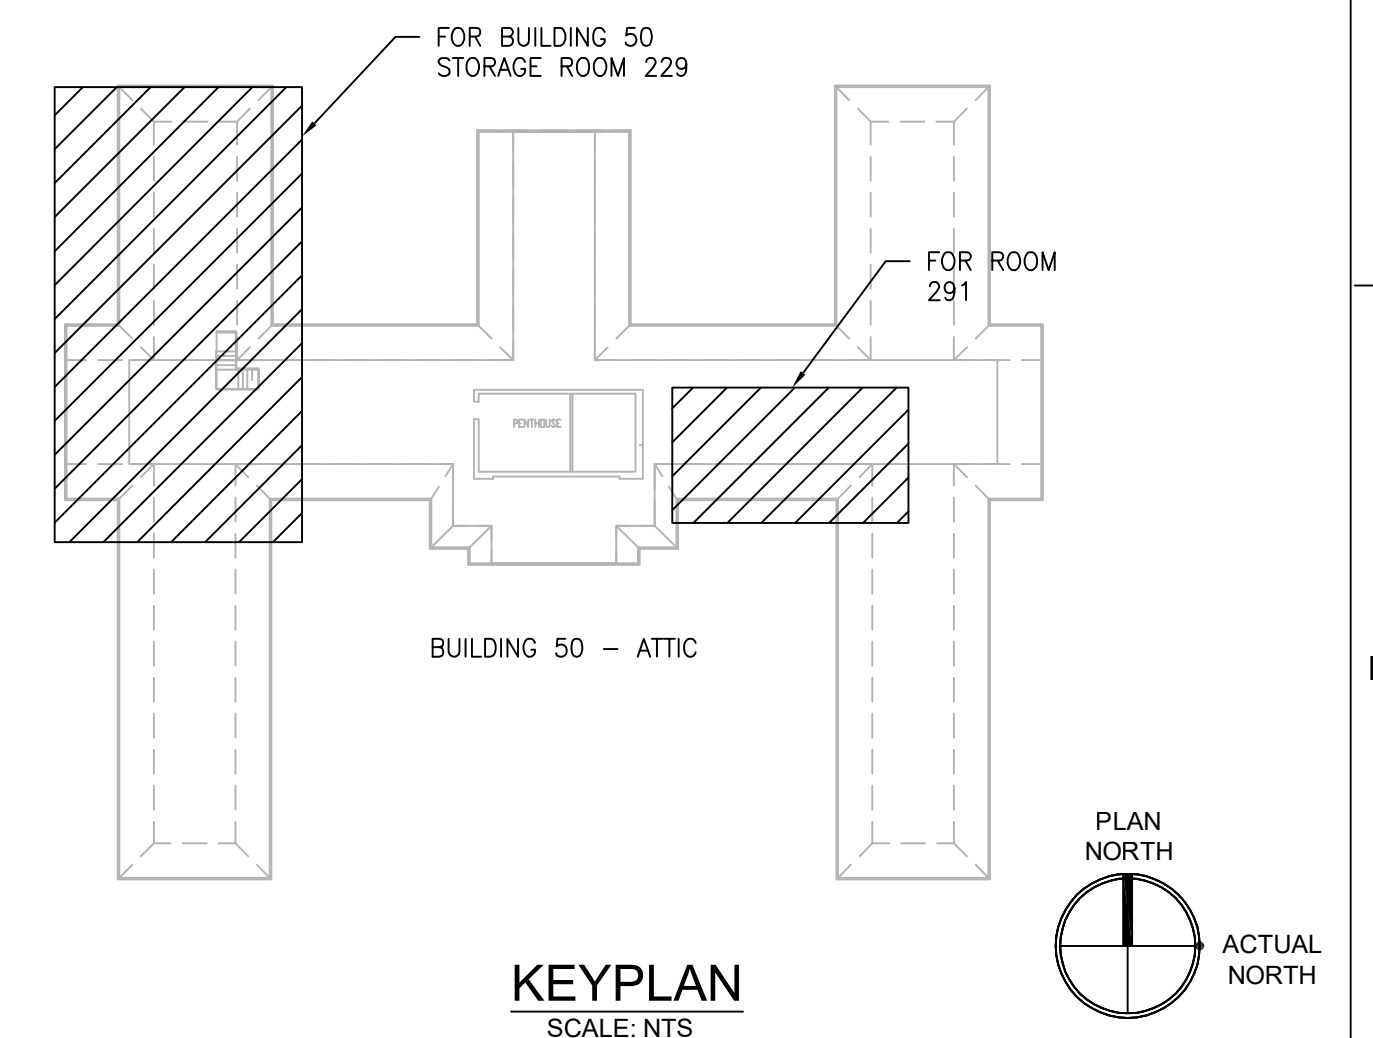 FOR BUILDING 50
STORAGE ROOM 229
FOR ROOM
291
PENTHOUSE
BUILDING 50 – ATTIC
PLAN
NORTH
ACTUAL
NORTH
KEYPLAN
SCALE: NTS